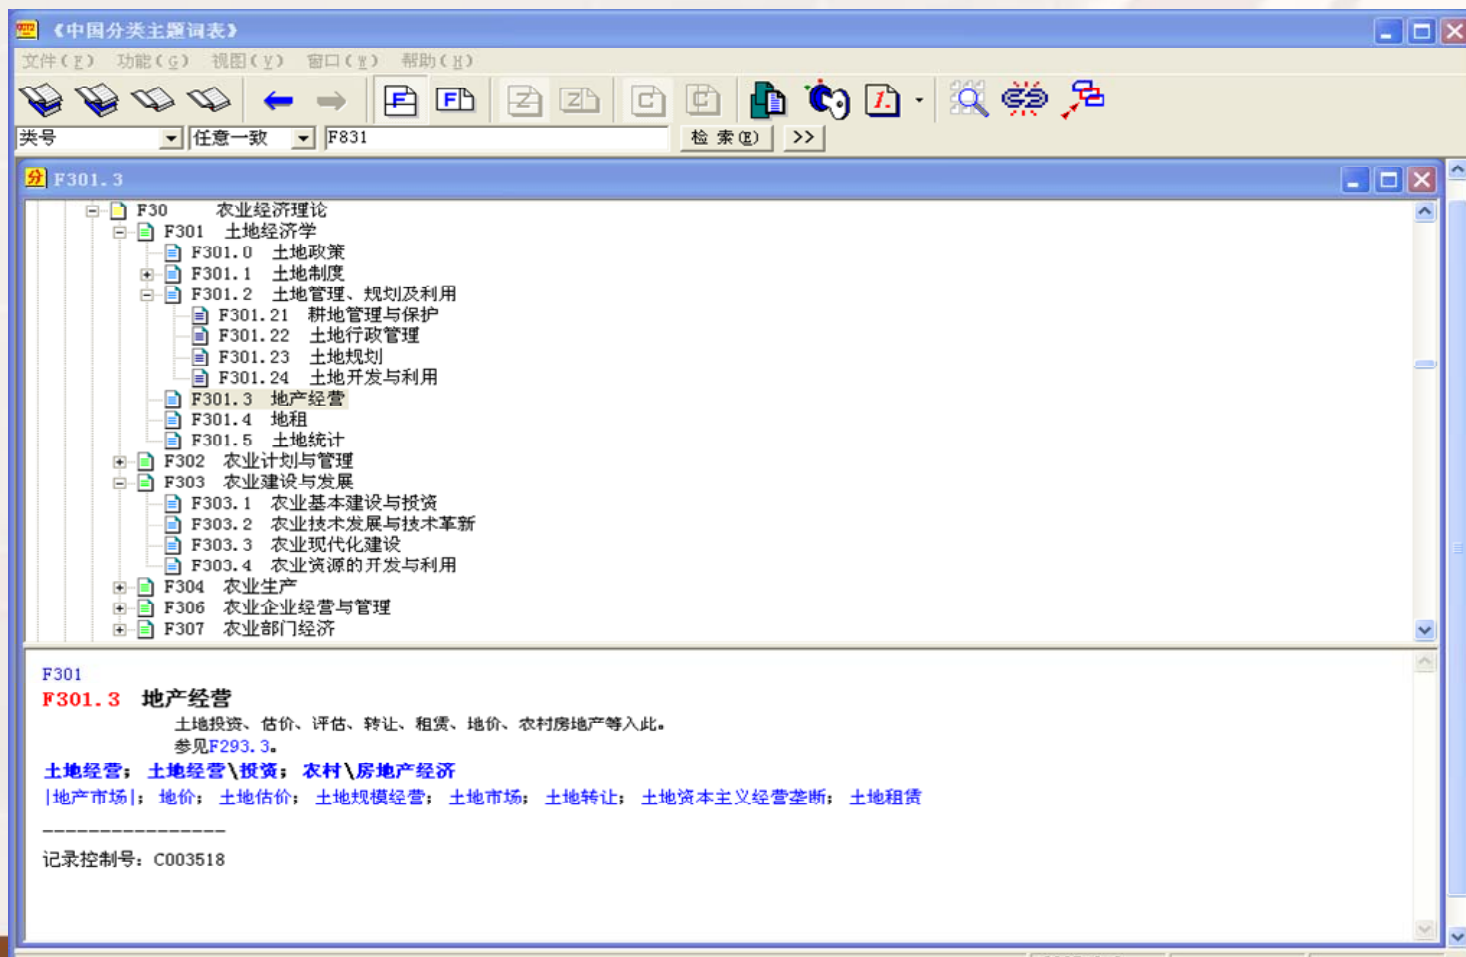 《中国分类主题词表》
文件(F) 功能(G) 视图(V) 窗口(W) 帮助(H)
类号 任意一致 F831 检 索(E) >>
分 F301.3
F30 农业经济理论
F301 土地经济学
F301.0 土地政策
F301.1 土地制度
F301.2 土地管理、规划及利用
F301.21 耕地管理与保护
F301.22 土地行政管理
F301.23 土地规划
F301.24 土地开发与利用
F301.3 地产经营
F301.4 地租
F301.5 土地统计
F302 农业计划与管理
F303 农业建设与发展
F303.1 农业基本建设与投资
F303.2 农业技术发展与技术革新
F303.3 农业现代化建设
F303.4 农业资源的开发与利用
F304 农业生产
F306 农业企业经营与管理
F307 农业部门经济
F301
F301.3 地产经营
土地投资、估价、评估、转让、租赁、地价、农村房地产等入此。
参见F293.3。
土地经营; 土地经营\投资; 农村\房地产经济
|地产市场|; 地价; 土地估价; 土地规模经营; 土地市场; 土地转让; 土地资本主义经营垄断; 土地租赁
----------------
记录控制号: C003518